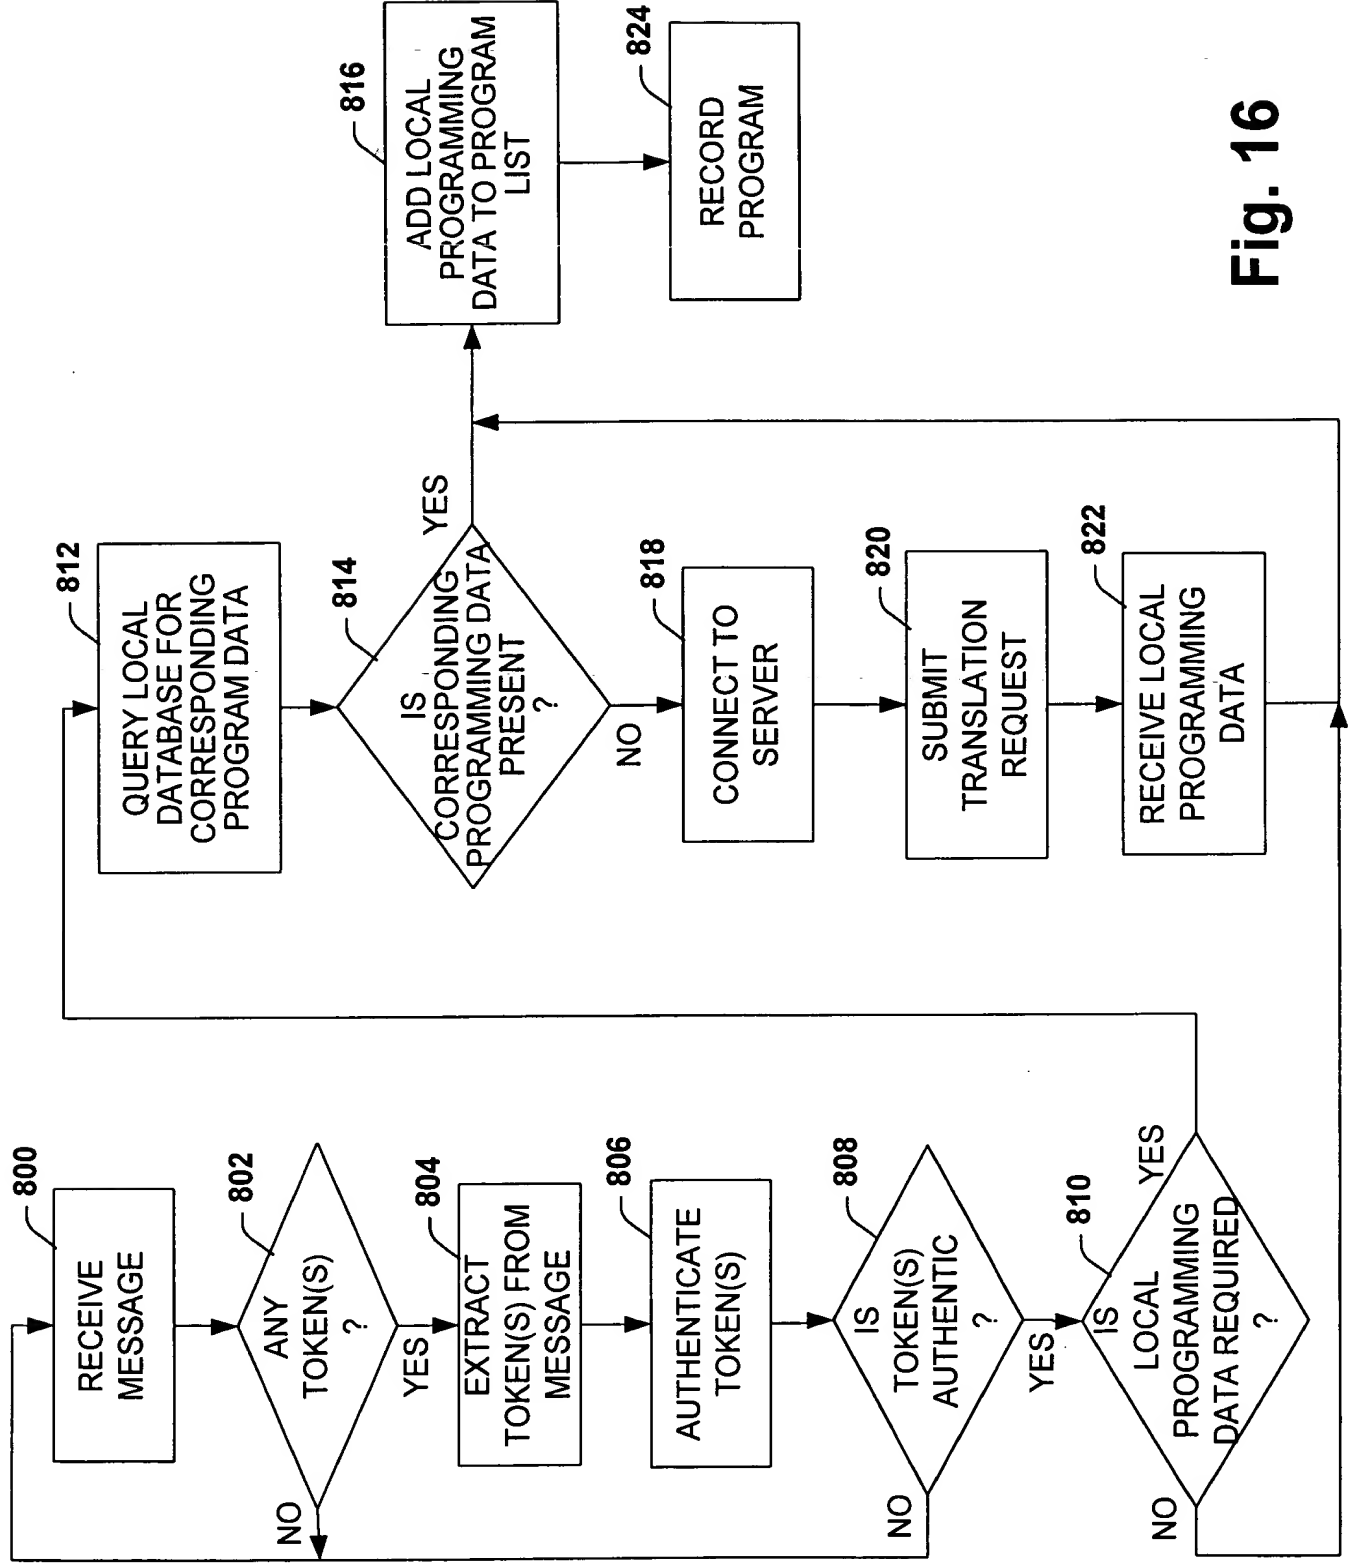 800
RECEIVE
MESSAGE
802
ANY
TOKEN(S)
?
NO
YES
804
EXTRACT
TOKEN(S) FROM
MESSAGE
806
AUTHENTICATE
TOKEN(S)
808
IS
TOKEN(S)
AUTHENTIC
?
NO
YES
810
IS
LOCAL
PROGRAMMING
DATA REQUIRED
?
NO
YES
812
QUERY LOCAL
DATABASE FOR
CORRESPONDING
PROGRAM DATA
814
IS
CORRESPONDING
PROGRAMMING DATA
PRESENT
?
YES
NO
818
CONNECT TO
SERVER
820
SUBMIT
TRANSLATION
REQUEST
822
RECEIVE LOCAL
PROGRAMMING
DATA
816
ADD LOCAL
PROGRAMMING
DATA TO PROGRAM
LIST
824
RECORD
PROGRAM
Fig. 16